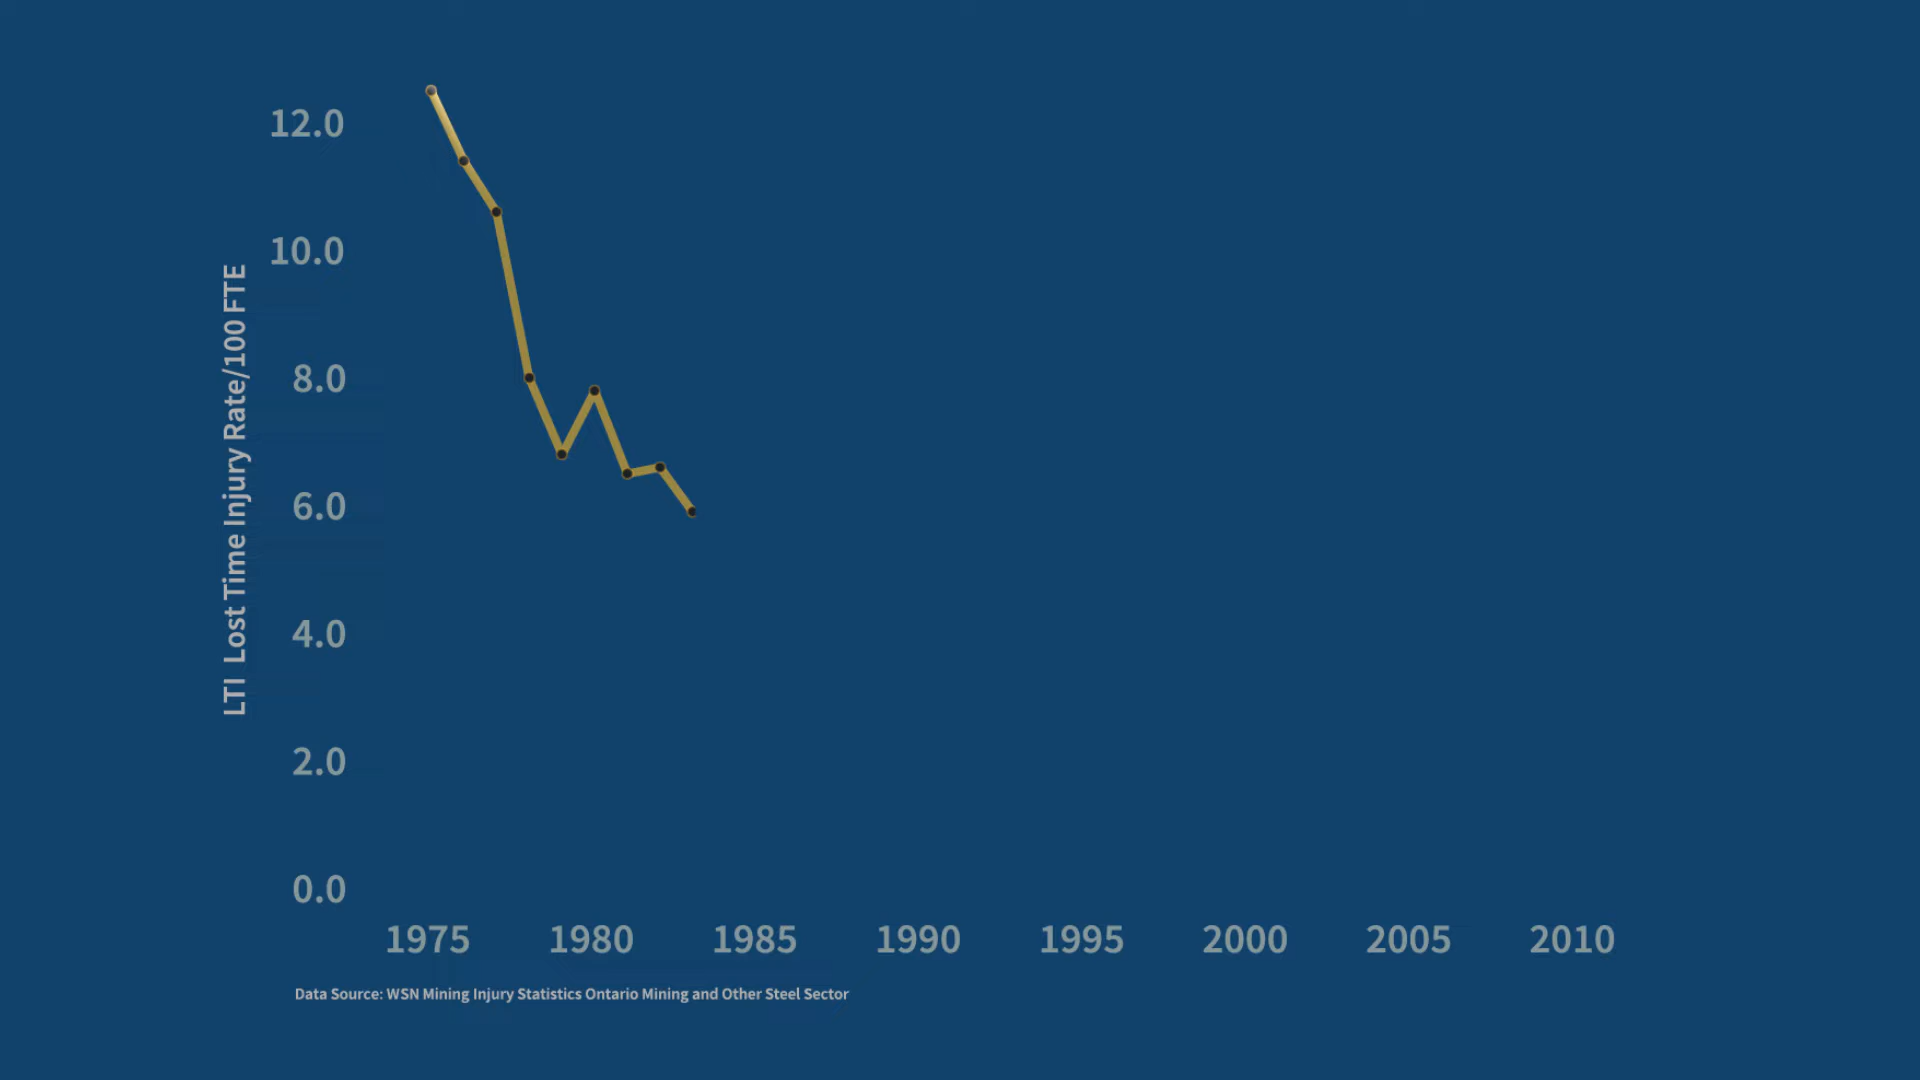 12.0
10.0
8.0
6.0
4.0
2.0
0.0
LTI Lost Time Injury Rate/100 FTE
1975 1980 1985 1990 1995 2000 2005 2010
Data Source: WSN Mining Injury Statistics Ontario Mining and Other Steel Sector